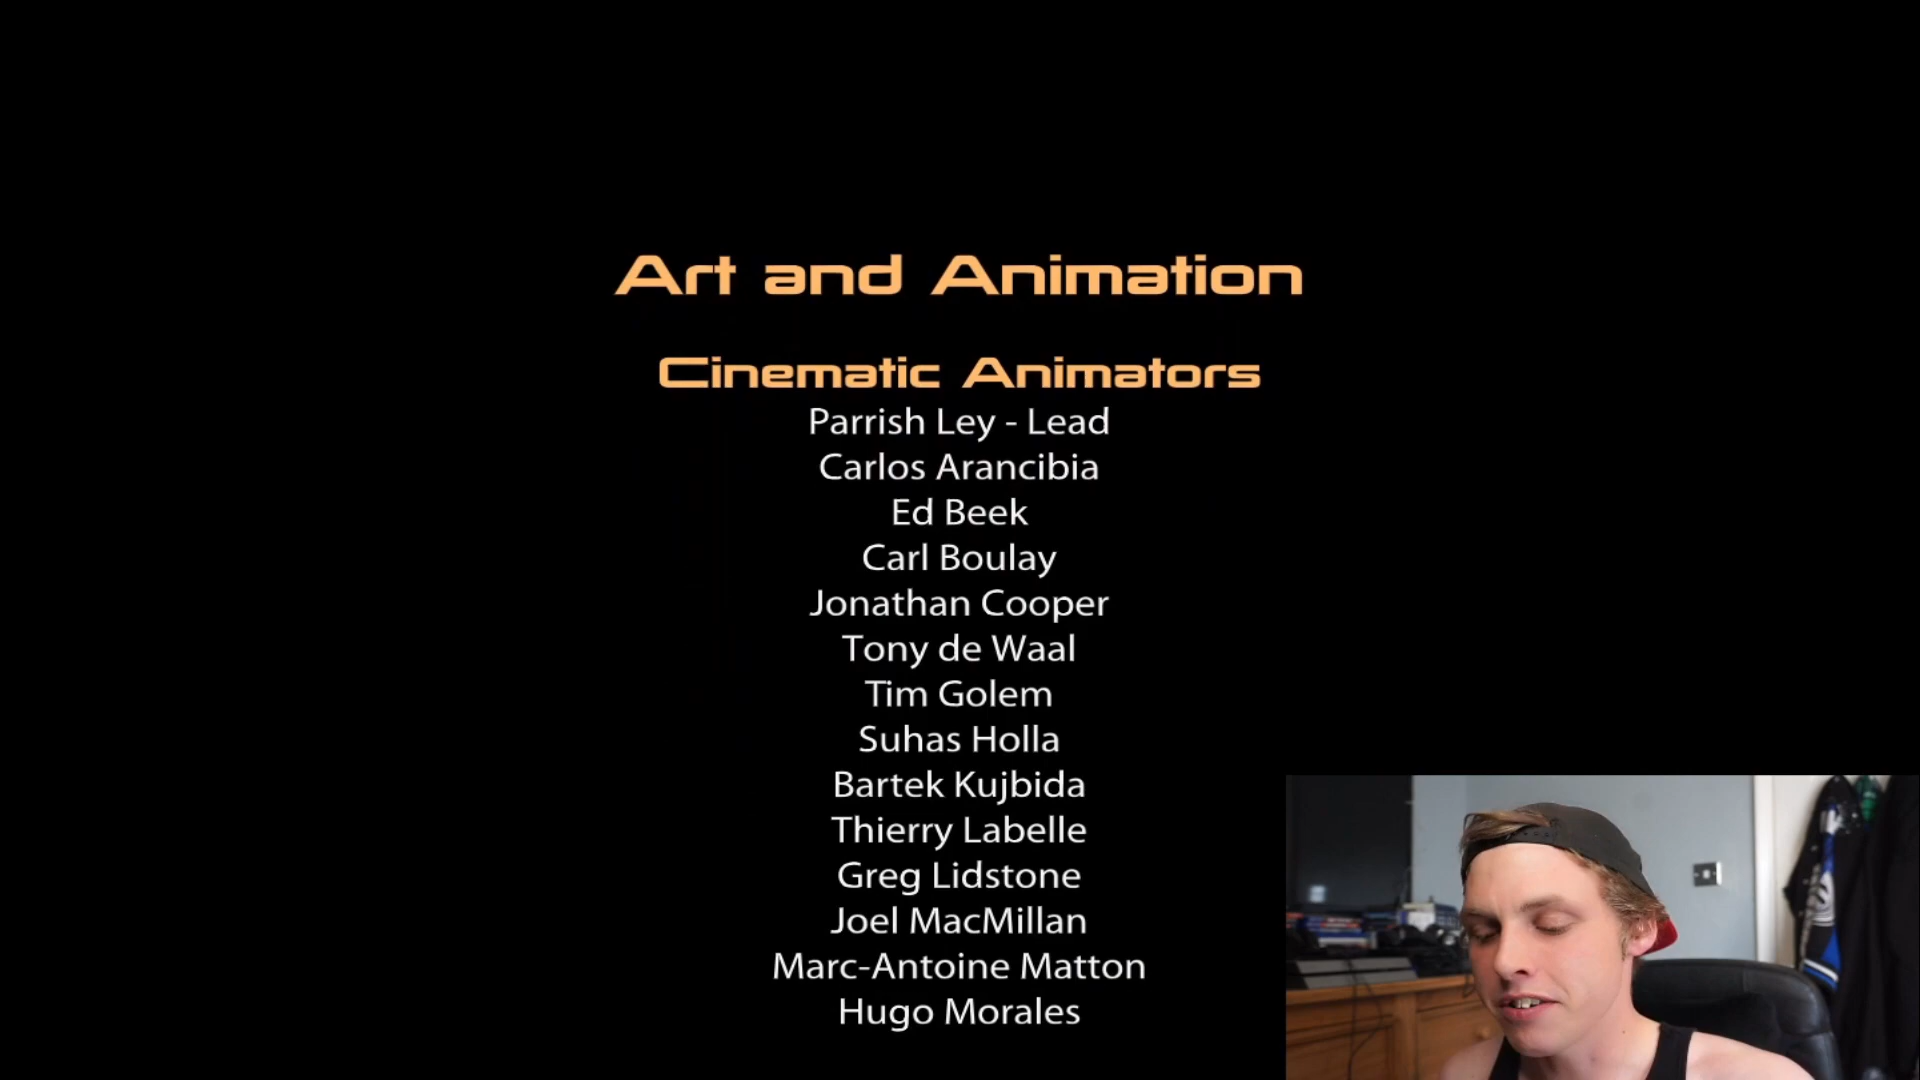 Art and Animation
Cinematic Animators
Parrish Ley - Lead
Carlos Arancibia
Ed Beek
Carl Boulay
Jonathan Cooper
Tony de Waal
Tim Golem
Suhas Holla
Bartek Kujbida
Thierry Labelle
Greg Lidstone
Joel MacMillan
Marc-Antoine Matton
Hugo Morales